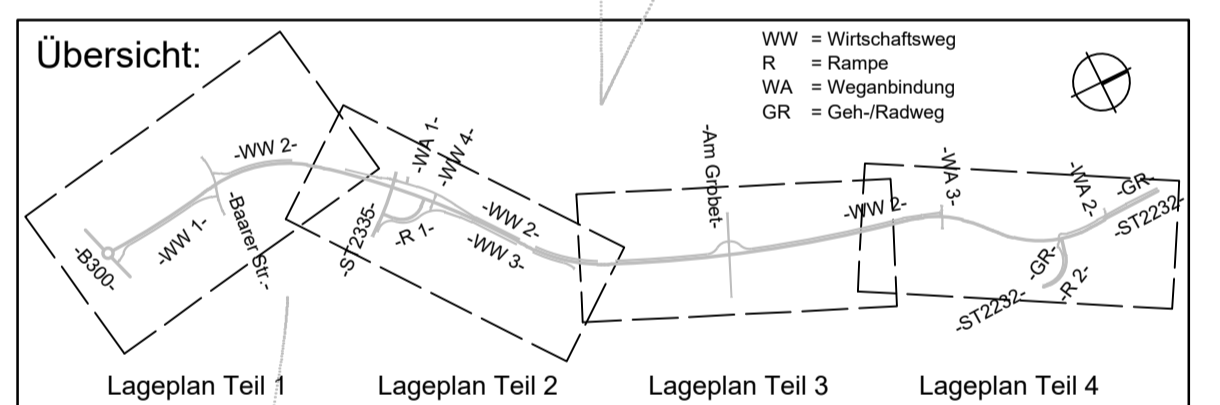 Übersicht:
WW = Wirtschaftsweg
R = Rampe
WA = Weganbindung
GR = Geh-/Radweg
-B300-
-WW 1-
-WW 2-
-Baarer Str.-
-ST2335-
-R 1-
-WA 1-
-WW 4-
-WW 2-
-WW 3-
-Am Grobet-
-WW 2-
-WA 3-
-WA 2-
-GR-
-ST2232-
-GR-
-R 2-
-ST2232-
Lageplan Teil 1
Lageplan Teil 2
Lageplan Teil 3
Lageplan Teil 4